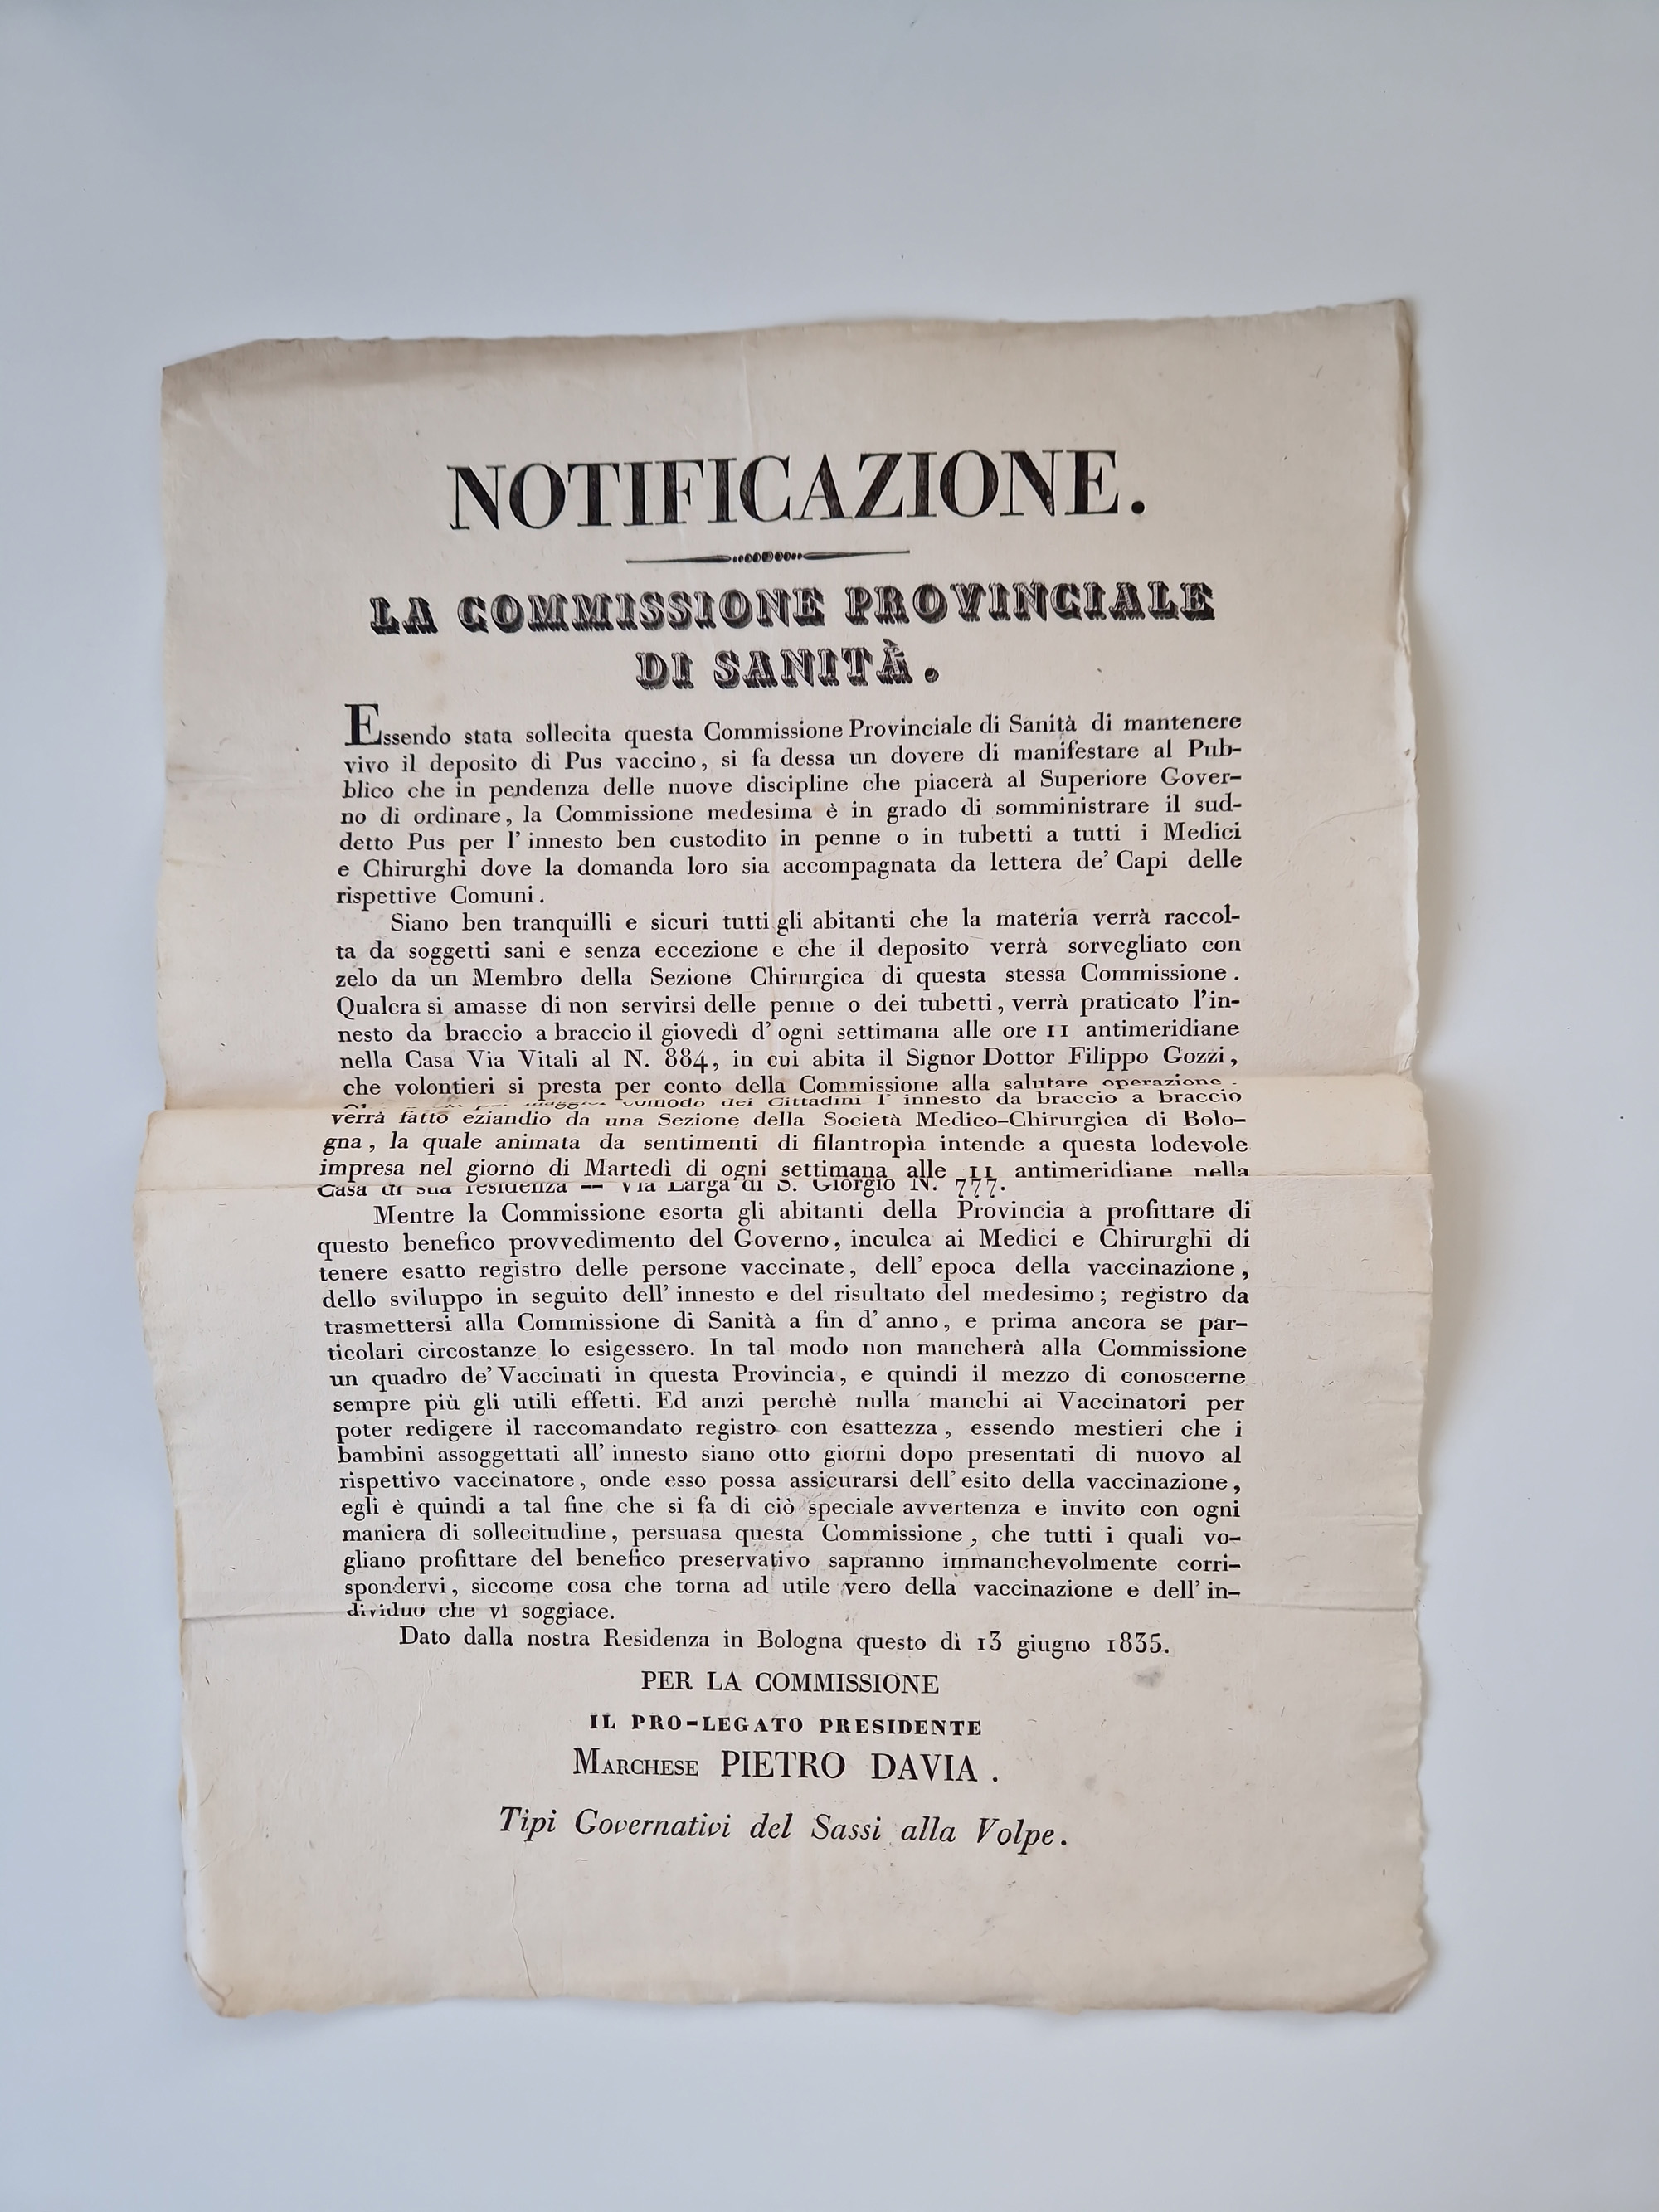 NOTIFICAZIONE.
LA COMMISSIONE PROVINCIALE
DI SANITÀ.
Essendo stata sollecita questa Commissione Provinciale di Sanità di mantenere
vivo il deposito di Pus vaccino, si fa dessa un dovere di manifestare al Pub-
blico che in pendenza delle nuove discipline che piacerà al Superiore Gover-
no di ordinare, la Commissione medesima è in grado di somministrare il sud-
detto Pus per l'innesto ben custodito in penne o in tubetti a tutti i Medici
e Chirurghi dove la domanda loro sia accompagnata da lettera de' Capi delle
rispettive Comuni.
Siano ben tranquilli e sicuri tutti gli abitanti che la materia verrà raccol-
ta da soggetti sani e senza eccezione e che il deposito verrà sorvegliato con
zelo da un Membro della Sezione Chirurgica di questa stessa Commissione.
Qualcra si amasse di non servirsi delle penne o dei tubetti, verrà praticato l'in-
nesto da braccio a braccio il giovedì d'ogni settimana alle ore 11 antimeridiane
nella Casa Via Vitali al N. 884, in cui abita il Signor Dottor Filippo Gozzi,
che volontieri si presta per conto della Commissione alla salutare operazione.
comodo dei Cittadini l'innesto da braccio a braccio
verrà fatto eziandio da una Sezione della Società Medico-Chirurgica di Bolo-
gna, la quale animata da sentimenti di filantropia intende a questa lodevole
impresa nel giorno di Martedì di ogni settimana alle 11 antimeridiane nella
Casa di sua residenza — Via Larga di S. Giorgio N. 777.
Mentre la Commissione esorta gli abitanti della Provincia a profittare di
questo benefico provvedimento del Governo, inculca ai Medici e Chirurghi di
tenere esatto registro delle persone vaccinate, dell'epoca della vaccinazione,
dello sviluppo in seguito dell'innesto e del risultato del medesimo; registro da
trasmettersi alla Commissione di Sanità a fin d'anno, e prima ancora se par-
ticolari circostanze lo esigessero. In tal modo non mancherà alla Commissione
un quadro de' Vaccinati in questa Provincia, e quindi il mezzo di conoscerne
sempre più gli utili effetti. Ed anzi perchè nulla manchi ai Vaccinatori per
poter redigere il raccomandato registro con esattezza, essendo mestieri che i
bambini assoggettati all'innesto siano otto giorni dopo presentati di nuovo al
rispettivo vaccinatore, onde esso possa assicurarsi dell'esito della vaccinazione,
egli è quindi a tal fine che si fa di ciò speciale avvertenza e invito con ogni
maniera di sollecitudine, persuasa questa Commissione, che tutti i quali vo-
gliano profittare del benefico preservativo sapranno immanchevolmente corri-
spondervi, siccome cosa che torna ad utile vero della vaccinazione e dell'in-
dividuo che vi soggiace.
Dato dalla nostra Residenza in Bologna questo dì 13 giugno 1835.
PER LA COMMISSIONE
IL PRO-LEGATO PRESIDENTE
MARCHESE PIETRO DAVIA.
Tipi Governativi del Sassi alla Volpe.